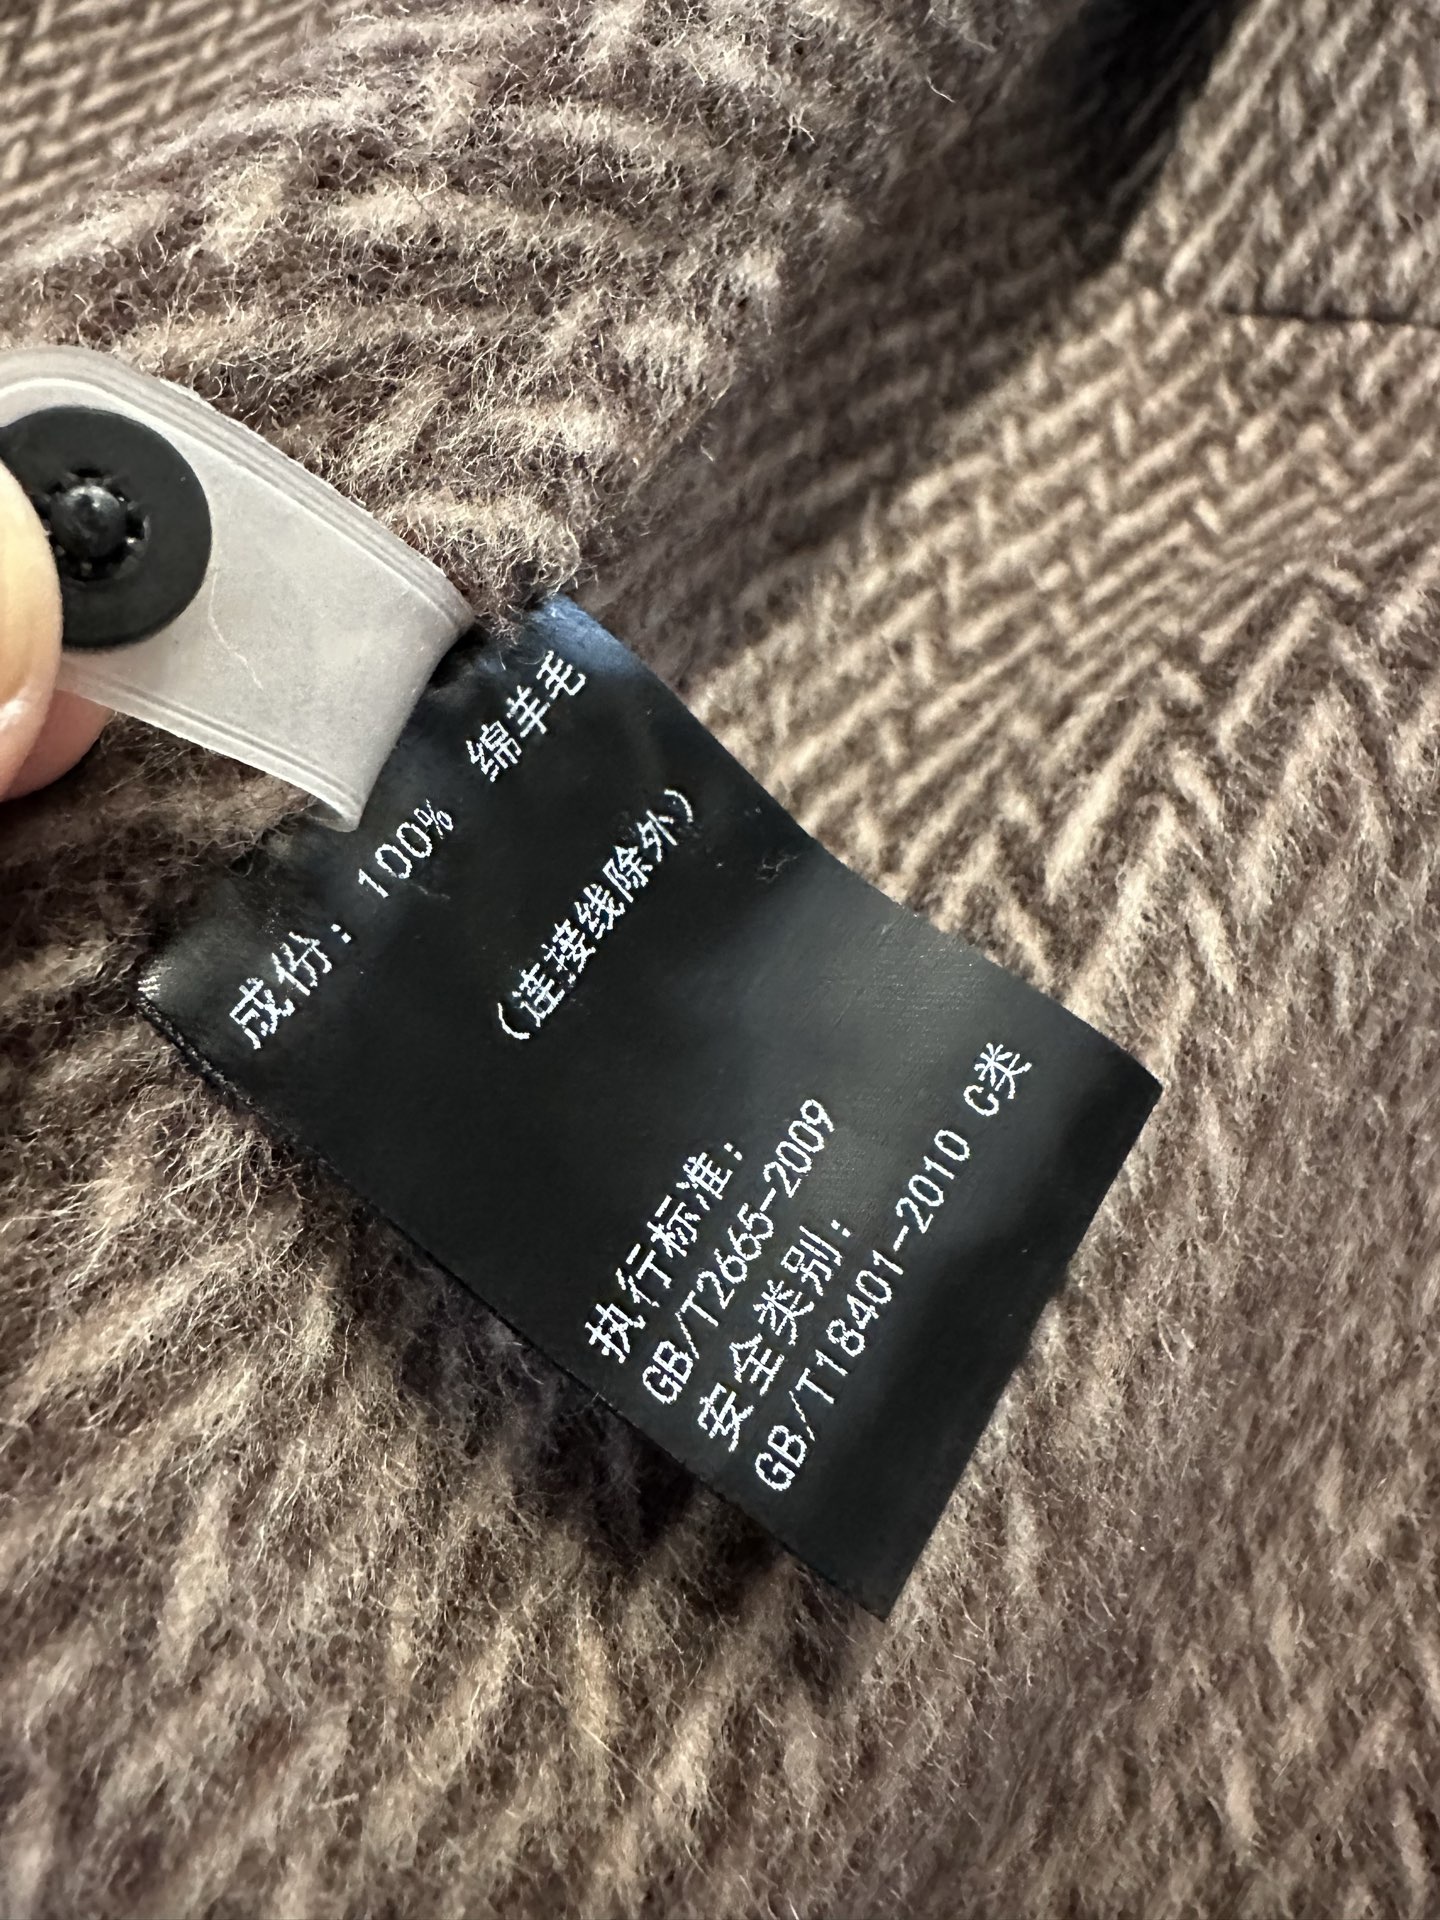 成份：100% 绵羊毛
（连接线除外）
执行标准：
GB/T2665-2009
安全类别：
GB/T18401-2010 C类